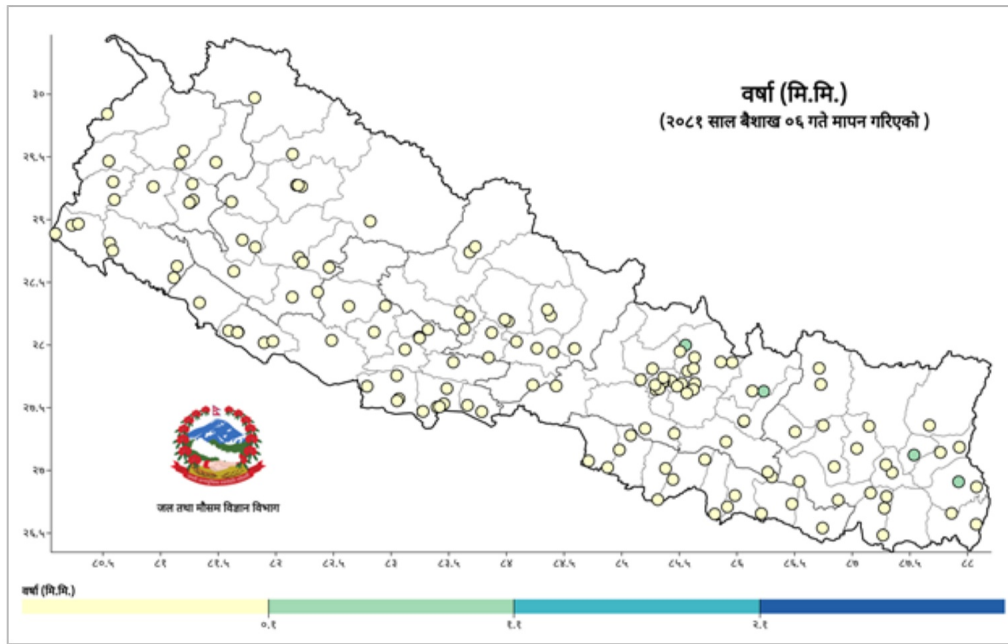 वर्षा (मि.मि.)
(२०८१ साल बैशाख ०६ गते मापन गरिएको )
३०
२९.५
२९
२८.५
२८
२७.५
२७
२६.५
जल तथा मौसम विज्ञान विभाग
८०.५ ८१ ८१.५ ८२ ८२.५ ८३ ८३.५ ८४ ८४.५ ८५ ८५.५ ८६ ८६.५ ८७ ८७.५ ८८
वर्षा (मि.मि.)
०.१ १.१ २.१